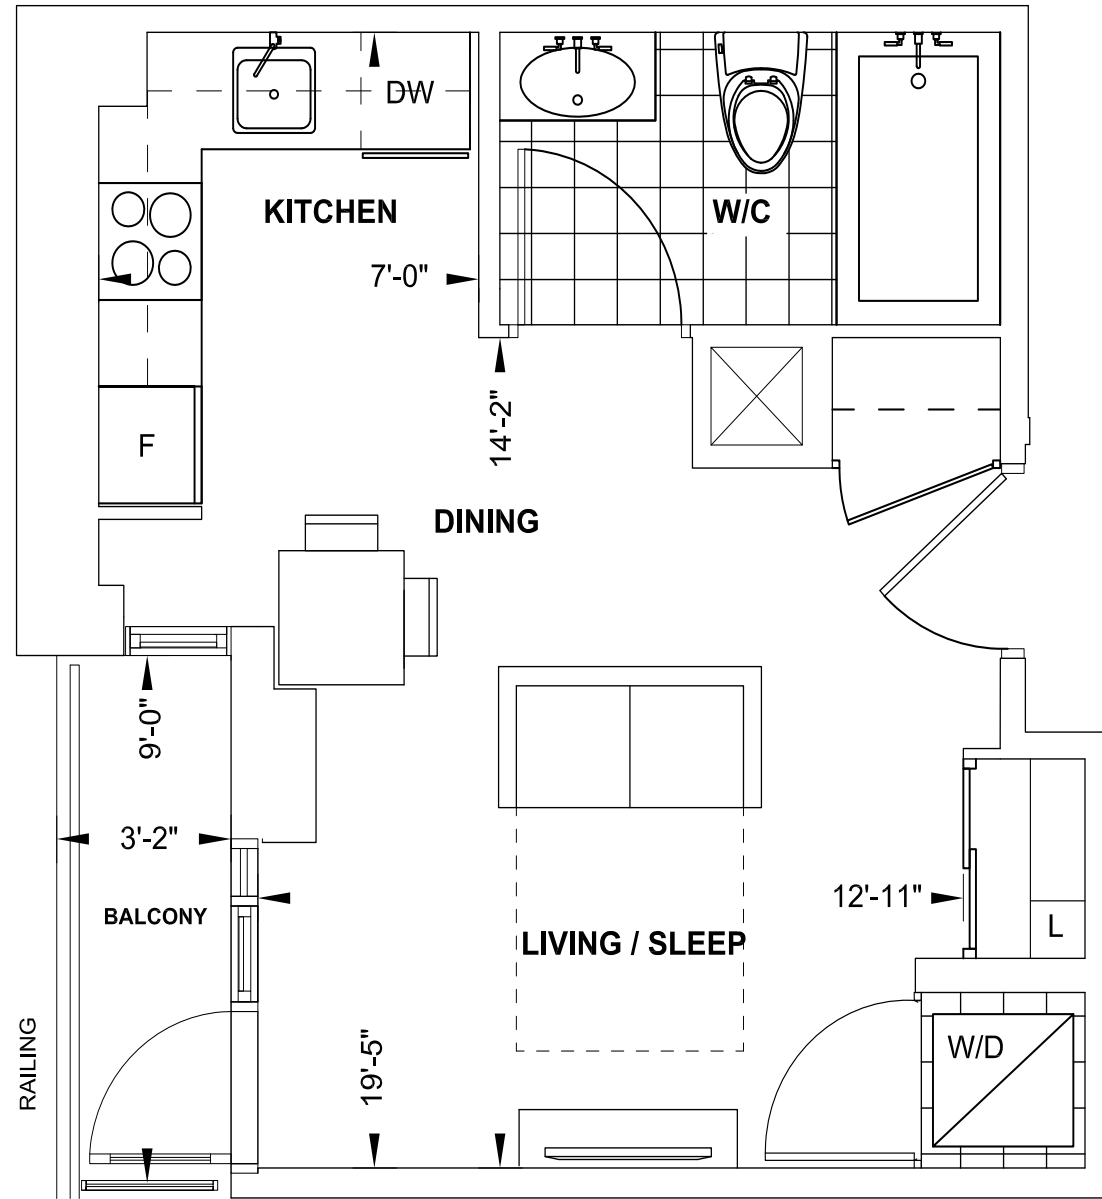 DW
KITCHEN
W/C
7'-0"
14'-2"
F
DINING
9'-0"
3'-2"
12'-11"
BALCONY
L
LIVING / SLEEP
RAILING
19'-5"
W/D